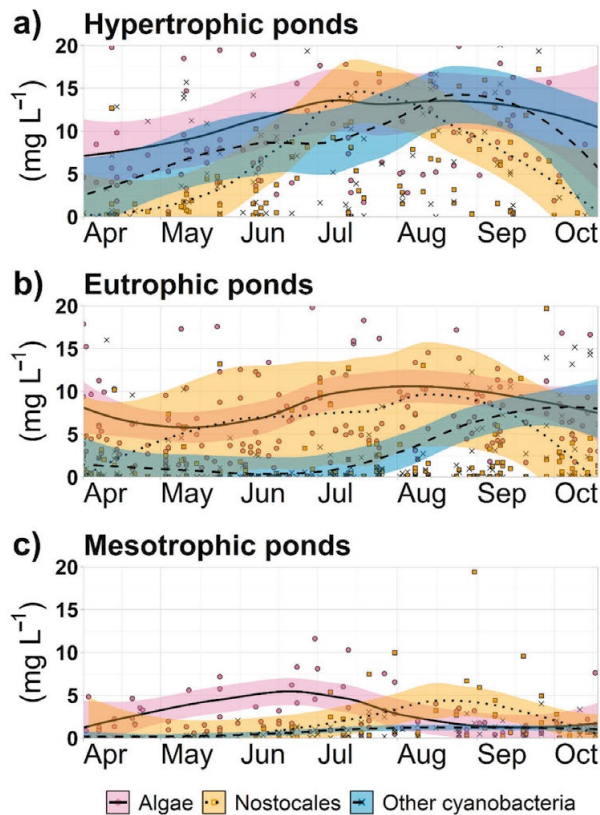 a) Hypertrophic ponds
20
15
10
5
0
(mg L⁻¹)
Apr May Jun Jul Aug Sep Oct
b) Eutrophic ponds
20
15
10
5
0
(mg L⁻¹)
Apr May Jun Jul Aug Sep Oct
c) Mesotrophic ponds
20
15
10
5
0
(mg L⁻¹)
Apr May Jun Jul Aug Sep Oct
Algae Nostocales Other cyanobacteria